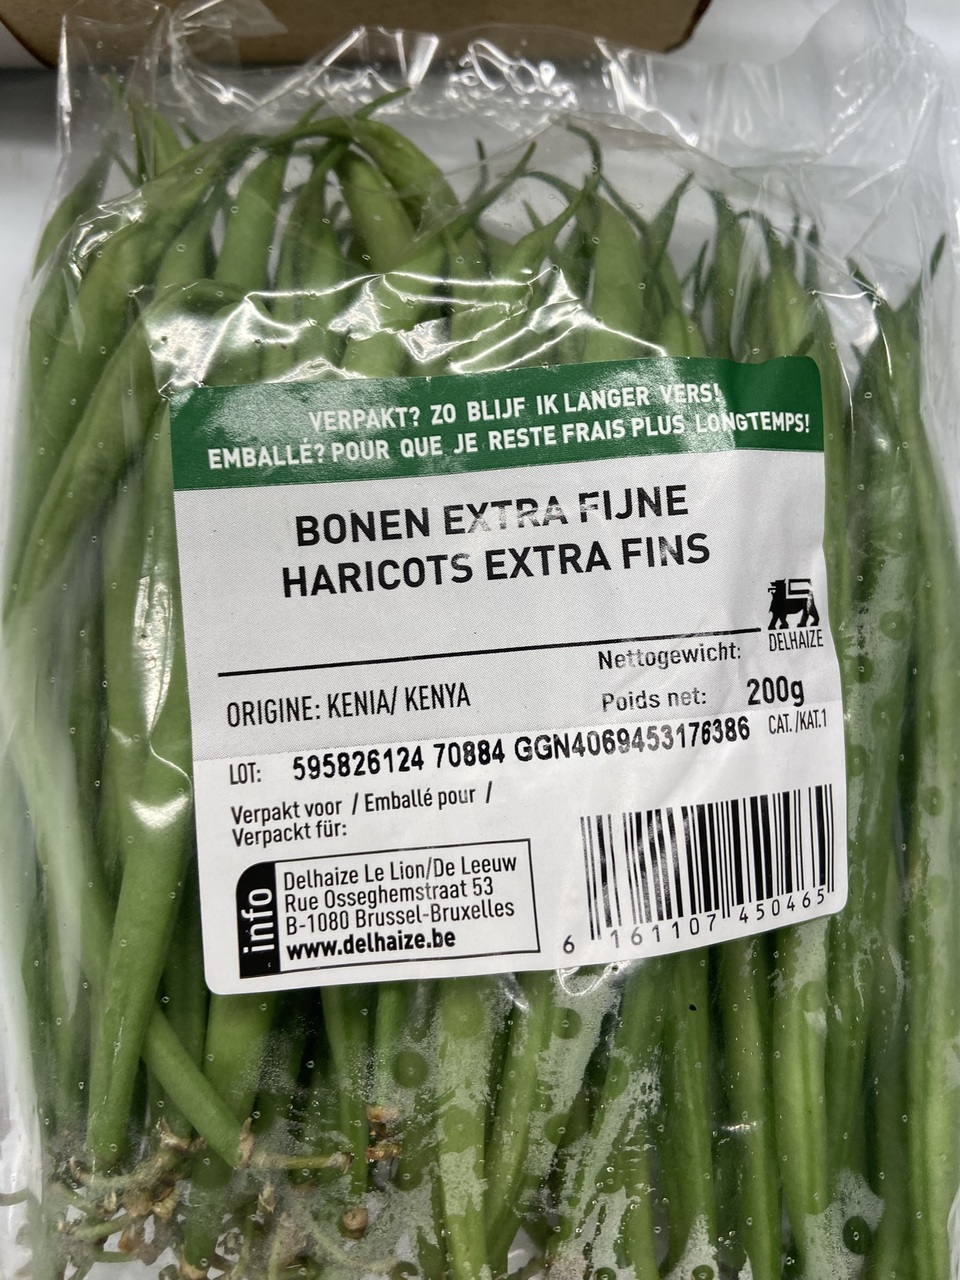 VERPAKT? ZO BLIJF IK LANGER VERS!
EMBALLÉ? POUR QUE JE RESTE FRAIS PLUS LONGTEMPS!
BONEN EXTRA FIJNE
HARICOTS EXTRA FINS
DELHAIZE
Nettogewicht:
ORIGINE: KENIA/ KENYA
Poids net: 200g
LOT: 595826124 70884 GGN4069453176386 CAT./KAT.1
Verpakt voor / Emballé pour /
Verpackt für:
info
Delhaize Le Lion/De Leeuw
Rue Osseghemstraat 53
B-1080 Brussel-Bruxelles
www.delhaize.be
6 161107 450465